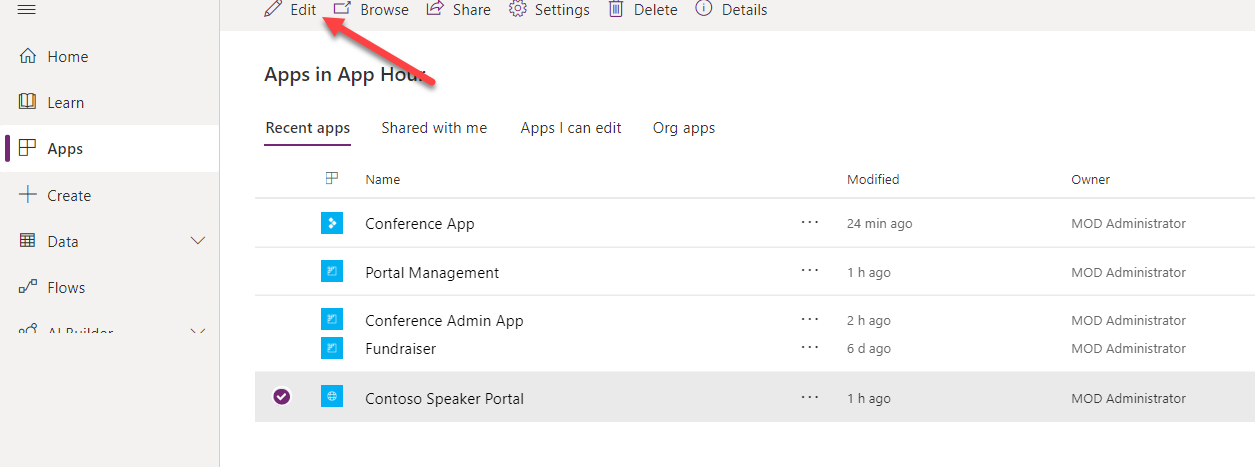 Edit Browse Share Settings Delete Details
Home
Learn
Apps
Create
Data
Flows
AI Builder
Apps in App Hour
Recent apps Shared with me Apps I can edit Org apps
Name Modified Owner
Conference App ... 24 min ago MOD Administrator
Portal Management ... 1 h ago MOD Administrator
Conference Admin App ... 2 h ago MOD Administrator
Fundraiser ... 6 d ago MOD Administrator
Contoso Speaker Portal ... 1 h ago MOD Administrator